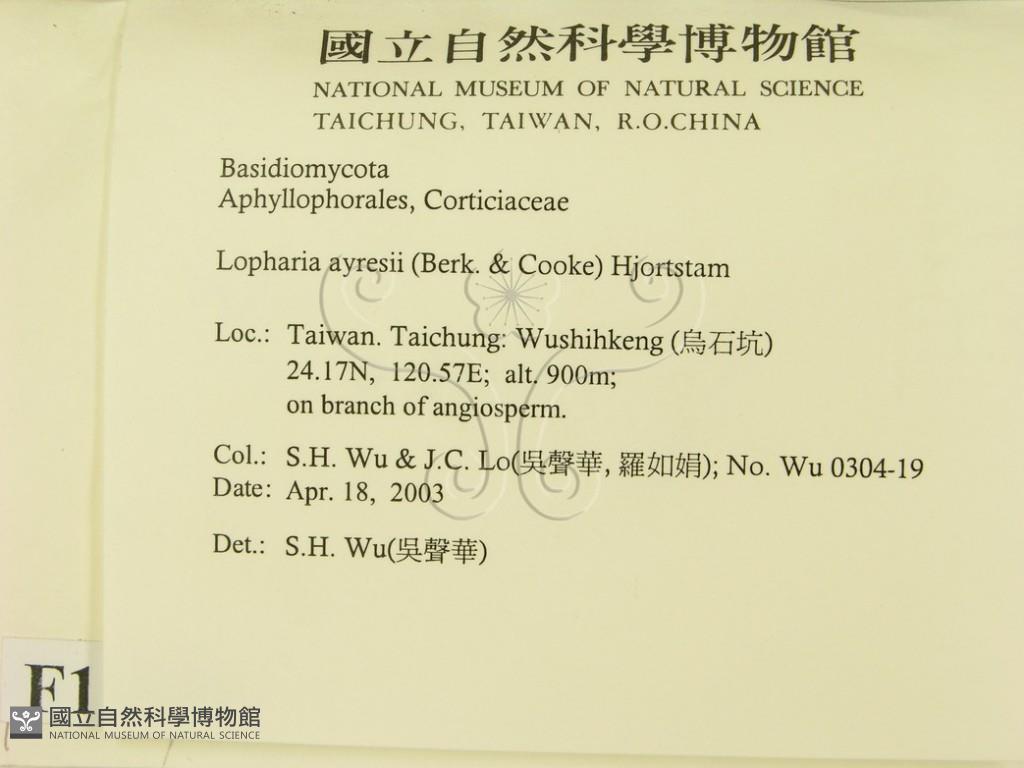 國立自然科學博物館
NATIONAL MUSEUM OF NATURAL SCIENCE
TAICHUNG, TAIWAN, R.O.CHINA
Basidiomycota
Aphyllophorales, Corticiaceae
Lopharia ayresii (Berk. & Cooke) Hjortstam
Loc.: Taiwan. Taichung: Wushihkeng (烏石坑)
24.17N, 120.57E; alt. 900m;
on branch of angiosperm.
Col.: S.H. Wu & J.C. Lo(吳聲華, 羅如娟); No. Wu 0304-19
Date: Apr. 18, 2003
Det.: S.H. Wu(吳聲華)
F1
國立自然科學博物館
NATIONAL MUSEUM OF NATURAL SCIENCE